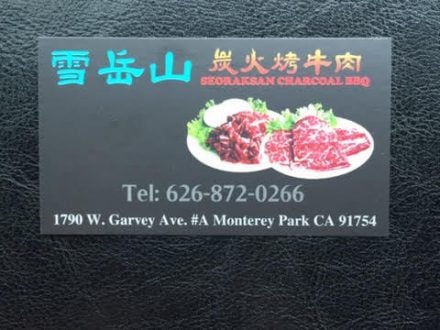 雪岳山 炭火烤牛肉
SEORAKSAN CHARCOAL BBQ
Tel: 626-872-0266
1790 W. Garvey Ave. #A Monterey Park CA 91754